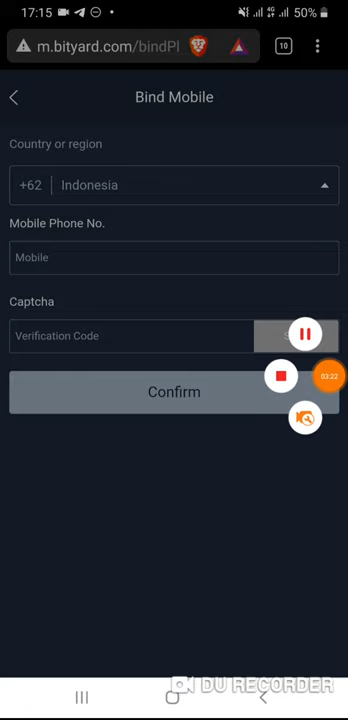 17:15
50%
m.bityard.com/bindPl
10
Bind Mobile
Country or region
+62
Indonesia
Mobile Phone No.
Mobile
Captcha
Verification Code
03:22
Confirm
DU RECORDER